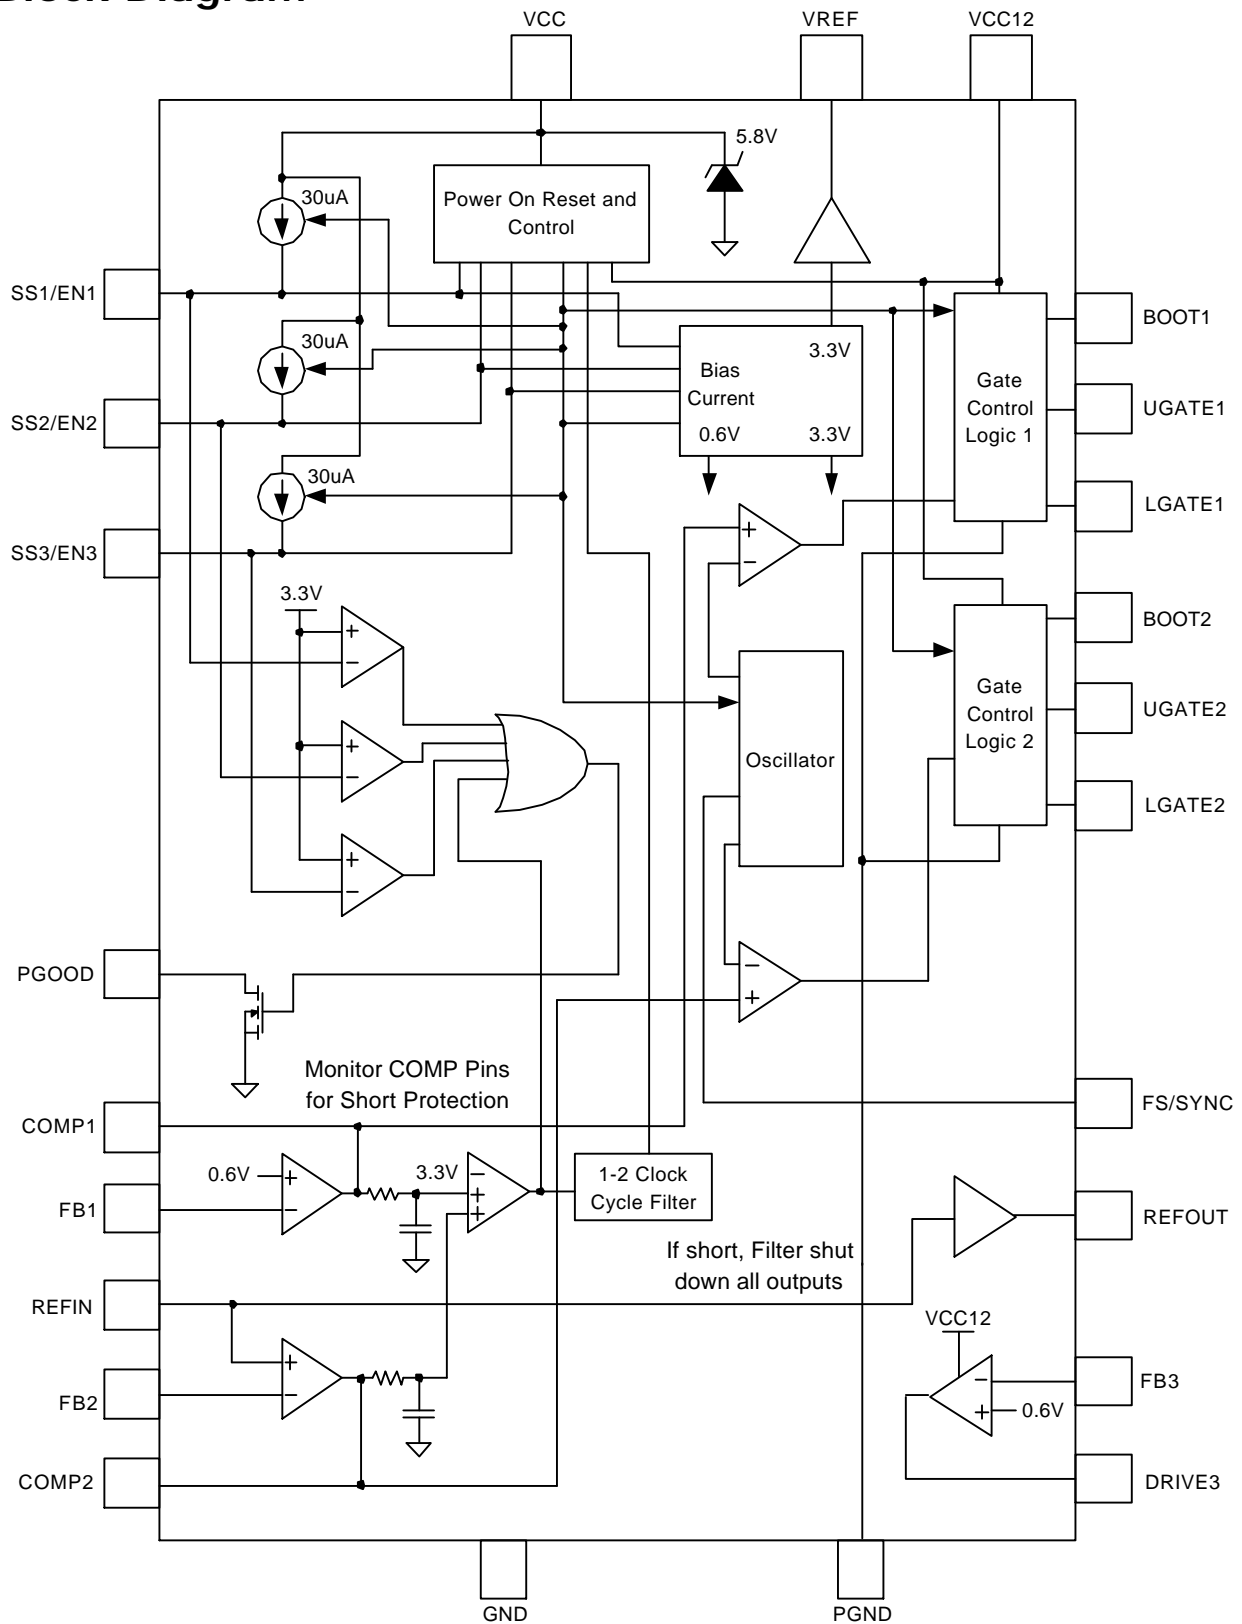 Block Diagram
VCC
VREF
VCC12
5.8V
30uA
Power On Reset and
Control
SS1/EN1
BOOT1
30uA
3.3V
Bias
Current
Gate
Control
Logic 1
SS2/EN2
UGATE1
0.6V
3.3V
30uA
LGATE1
SS3/EN3
+
−
3.3V
BOOT2
+
−
Gate
Control
Logic 2
UGATE2
+
−
Oscillator
LGATE2
+
−
PGOOD
−
+
Monitor COMP Pins
for Short Protection
FS/SYNC
COMP1
0.6V
+
−
3.3V
−
+
+
1-2 Clock
Cycle Filter
FB1
REFOUT
If short, Filter shut
down all outputs
REFIN
VCC12
+
−
FB2
−
+
0.6V
FB3
COMP2
DRIVE3
GND
PGND